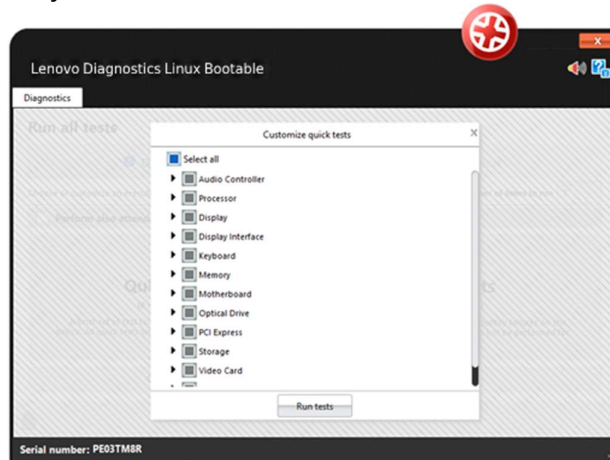 Lenovo Diagnostics Linux Bootable
x
Diagnostics
Run all tests
Customize quick tests
x
Select all
Audio Controller
Processor
Display
Display Interface
Keyboard
Memory
Motherboard
Optical Drive
PCI Express
Storage
Video Card
Run tests
Serial number: PE03TM8R